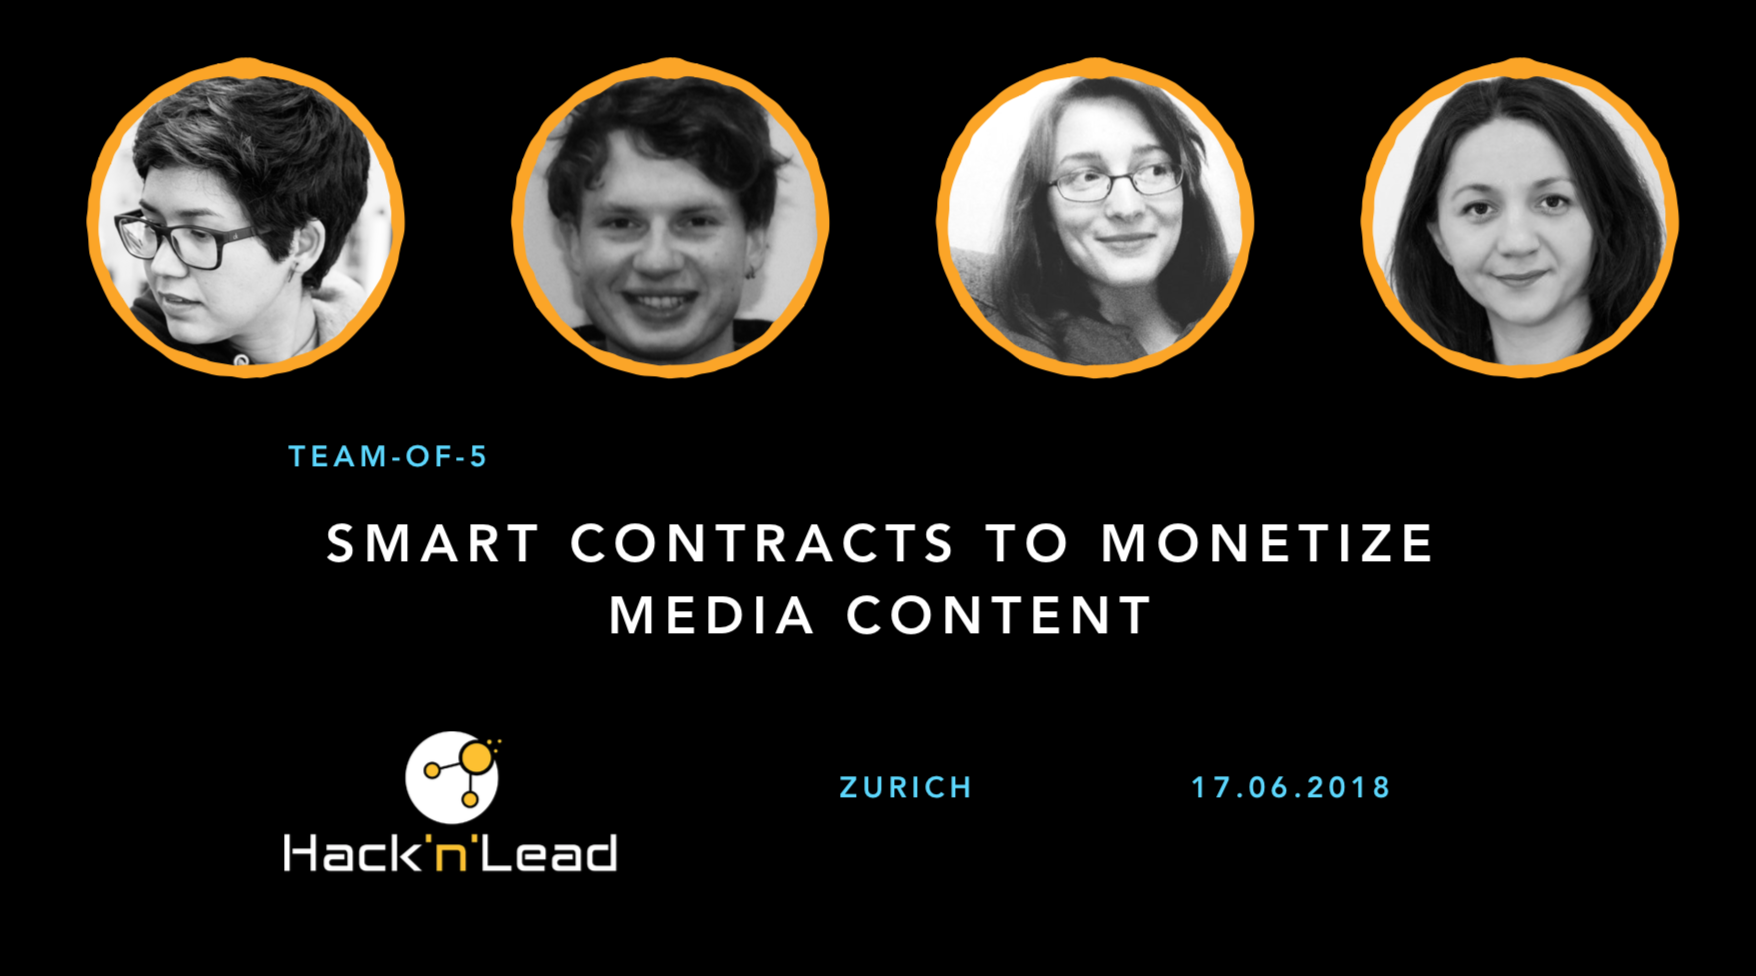 TEAM-OF-5
SMART CONTRACTS TO MONETIZE
MEDIA CONTENT
ZURICH
17.06.2018
Hack'n'Lead